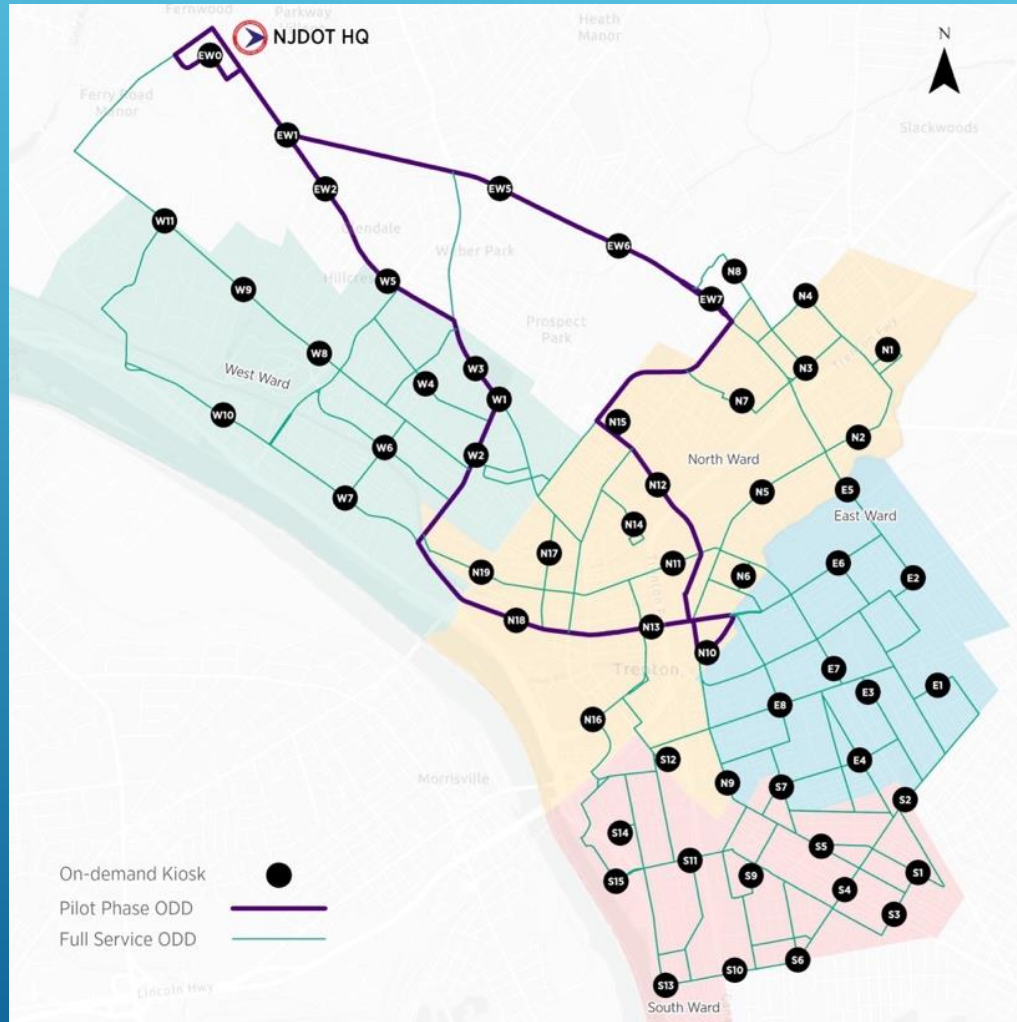 Fernwood
Parkway
Heath
Manor
N
NJDOT HQ
EW0
Ferry Road
Manor
Slackwoods
EW1
EW2
EW5
W11
Glendale
Weber Park
EW6
N8
Hillcres
W5
W9
EW7
N4
Prospect
Park
N1
W8
West Ward
W3
N3
W4
W1
N7
W10
N15
N2
W6
W2
North Ward
N12
N5
E5
W7
East Ward
N14
N17
E6
N11
N19
N6
E2
N18
N13
N10
Trenton
E7
E1
E3
E8
N16
S12
E4
Morrisville
N9
S7
S2
S14
S5
S11
S1
On-demand Kiosk
S15
S9
S4
Pilot Phase ODD
S3
Full Service ODD
S6
S10
S13
Lincoln Hwy
South Ward